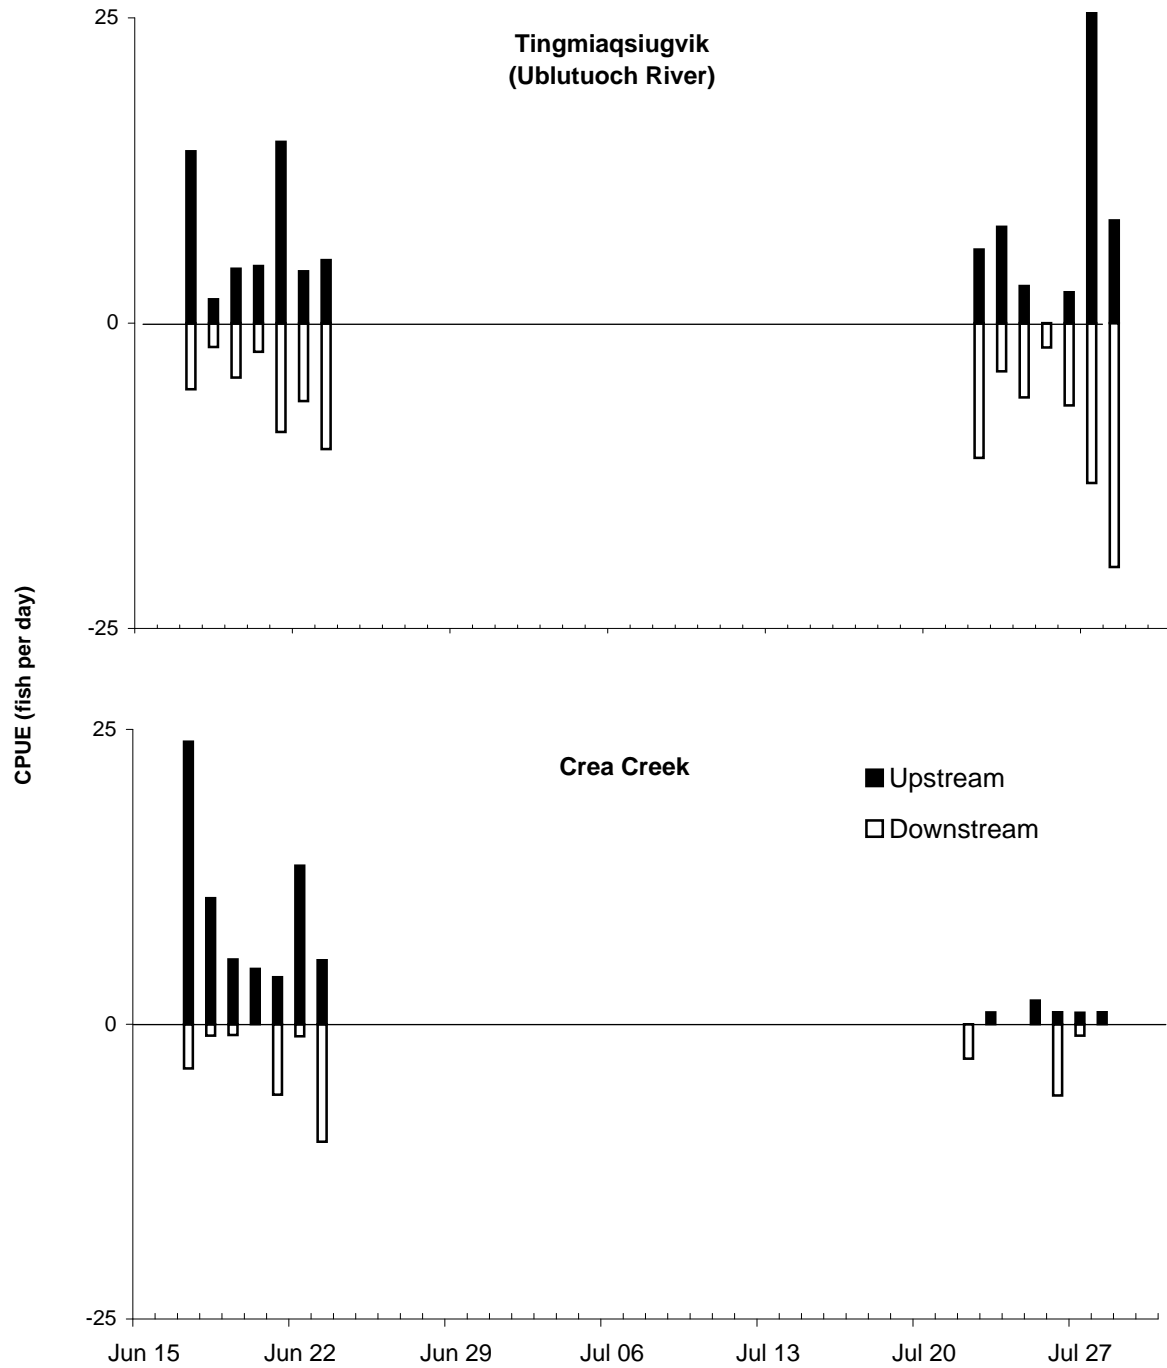 25
Tingmiaqsiugvik
(Ublutuoch River)
0
-25
CPUE (fish per day)
25
Crea Creek
Upstream
Downstream
0
-25
Jun 15 Jun 22 Jun 29 Jul 06 Jul 13 Jul 20 Jul 27